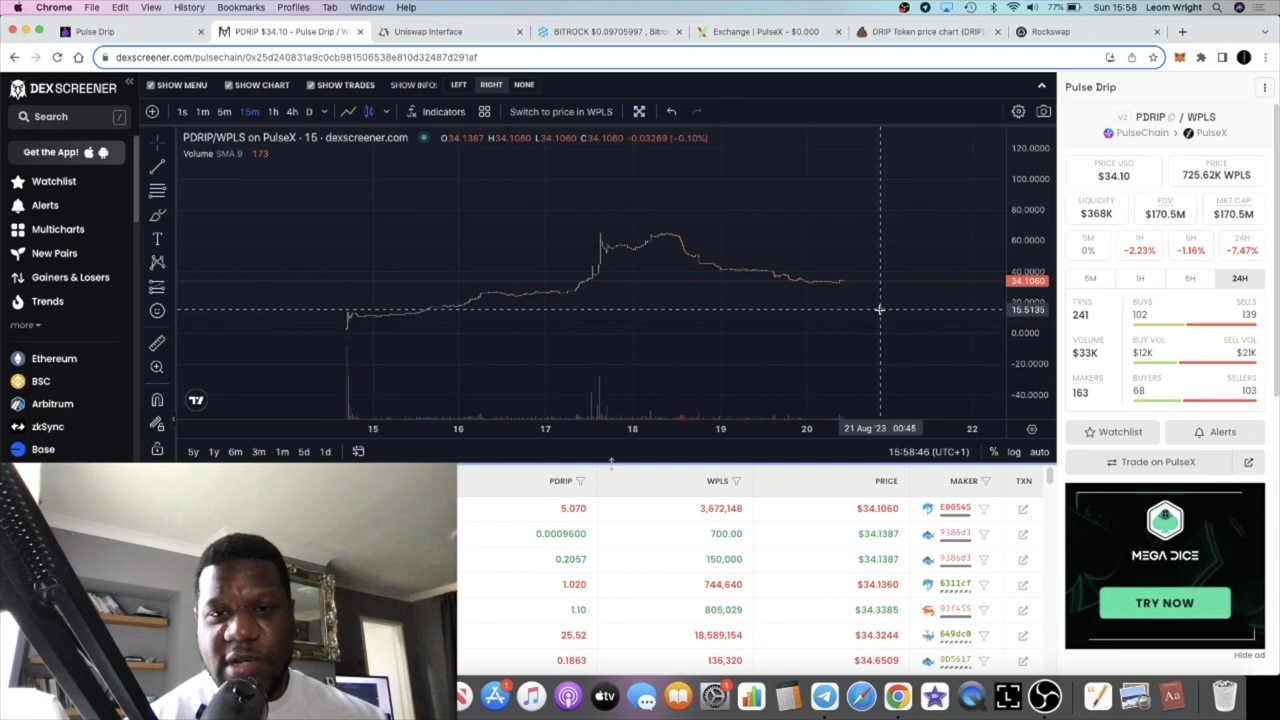 Chrome File Edit View History Bookmarks Profiles Tab Window Help 77% Sun 15:58 Leom Wright
Pulse Drip
PDRIP $34.10 - Pulse Drip / W
Uniswap Interface
BITROCK $0.09705997 , Bitro
Exchange | PulseX - $0.000
DRIP Token price chart (DRIP)
Rockswap
dexscreener.com/pulsechain/0x25d240831a9c0cb981506538e810d32487d291af
DEXSCREENER
SHOW MENU SHOW CHART SHOW TRADES SHOW INFO: LEFT RIGHT NONE
Pulse Drip
Search /
1s 1m 5m 15m 1h 4h D Indicators Switch to price in WPLS
V2 PDRIP / WPLS
PulseChain > PulseX
Get the App!
PDRIP/WPLS on PulseX · 15 · dexscreener.com O34.1387 H34.1060 L34.1060 C34.1060 -0.03269 (-0.10%)
Volume SMA 9 173
Watchlist
Alerts
Multicharts
New Pairs
Gainers & Losers
Trends
more
Ethereum
BSC
Arbitrum
zkSync
Base
120.0000
100.0000
80.0000
60.0000
40.0000
34.1060
20.0000
15.5135
0.0000
-20.0000
-40.0000
15 16 17 18 19 20 21 Aug '23 00:45 22
5y 1y 6m 3m 1m 5d 1d 15:58:46 (UTC+1) % log auto
PRICE USD PRICE
$34.10 725.62K WPLS
LIQUIDITY FDV MKT CAP
$368K $170.5M $170.5M
5M 1H 6H 24H
0% -2.23% -1.16% -7.47%
5M 1H 6H 24H
TXNS BUYS SELLS
241 102 139
VOLUME BUY VOL SELL VOL
$33K $12K $21K
MAKERS BUYERS SELLERS
163 68 103
Watchlist Alerts
Trade on PulseX
PDRIP WPLS PRICE MAKER TXN
5.070 3,672,148 $34.1060 E00545
0.0009600 700.00 $34.1387 9386d3
0.2057 150,000 $34.1387 9386d3
1.020 744,640 $34.1360 6311cf
1.10 805,029 $34.3385 03f455
25.52 18,589,154 $34.3244 649dc0
0.1863 136,320 $34.6509 0D5617
MEGA DICE
TRY NOW
Hide ad